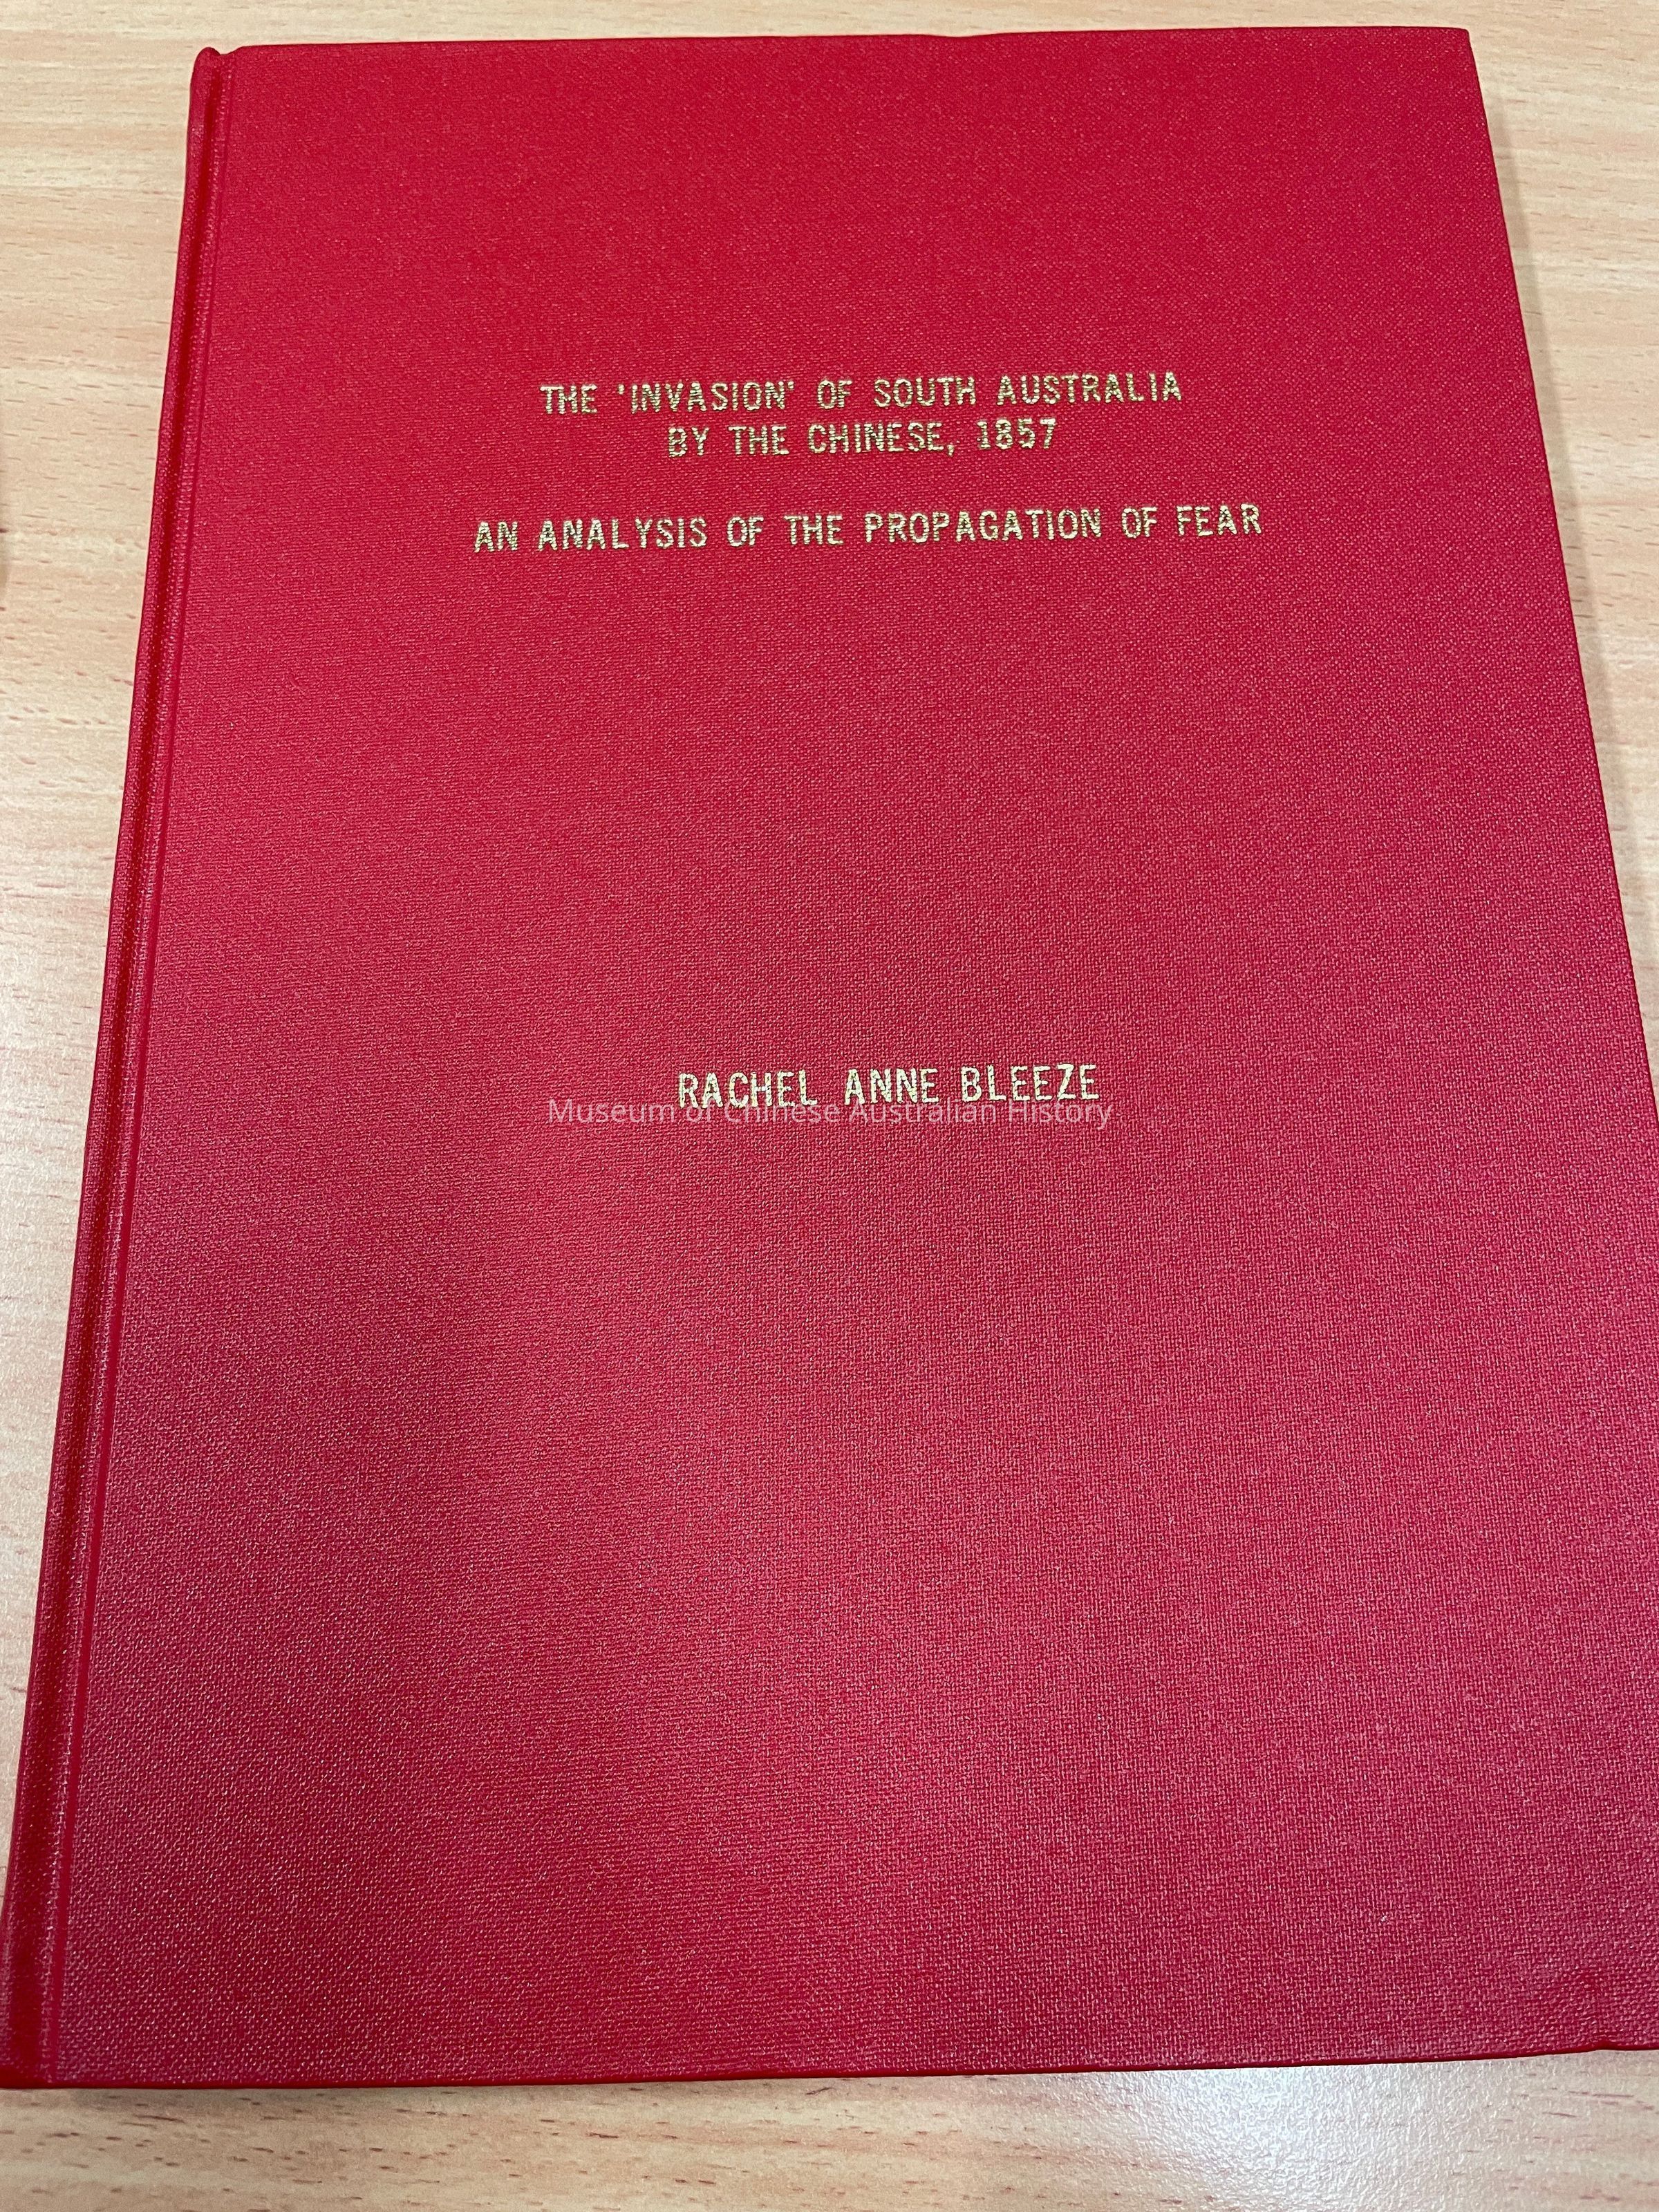 THE 'INVASION' OF SOUTH AUSTRALIA
BY THE CHINESE, 1857
AN ANALYSIS OF THE PROPAGATION OF FEAR
RACHEL ANNE BLEEZE
Museum of Chinese Australian History